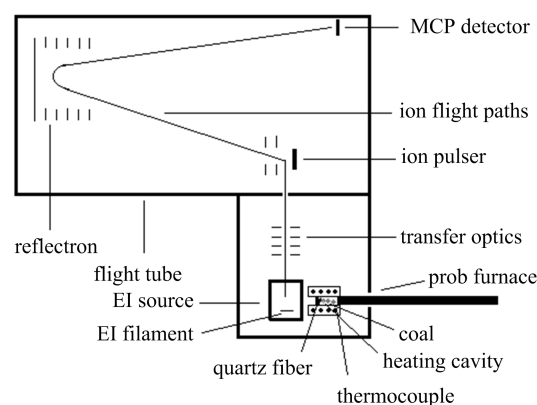 MCP detector
ion flight paths
ion pulser
reflectron
flight tube
transfer optics
prob furnace
EI source
EI filament
coal
quartz fiber
heating cavity
thermocouple